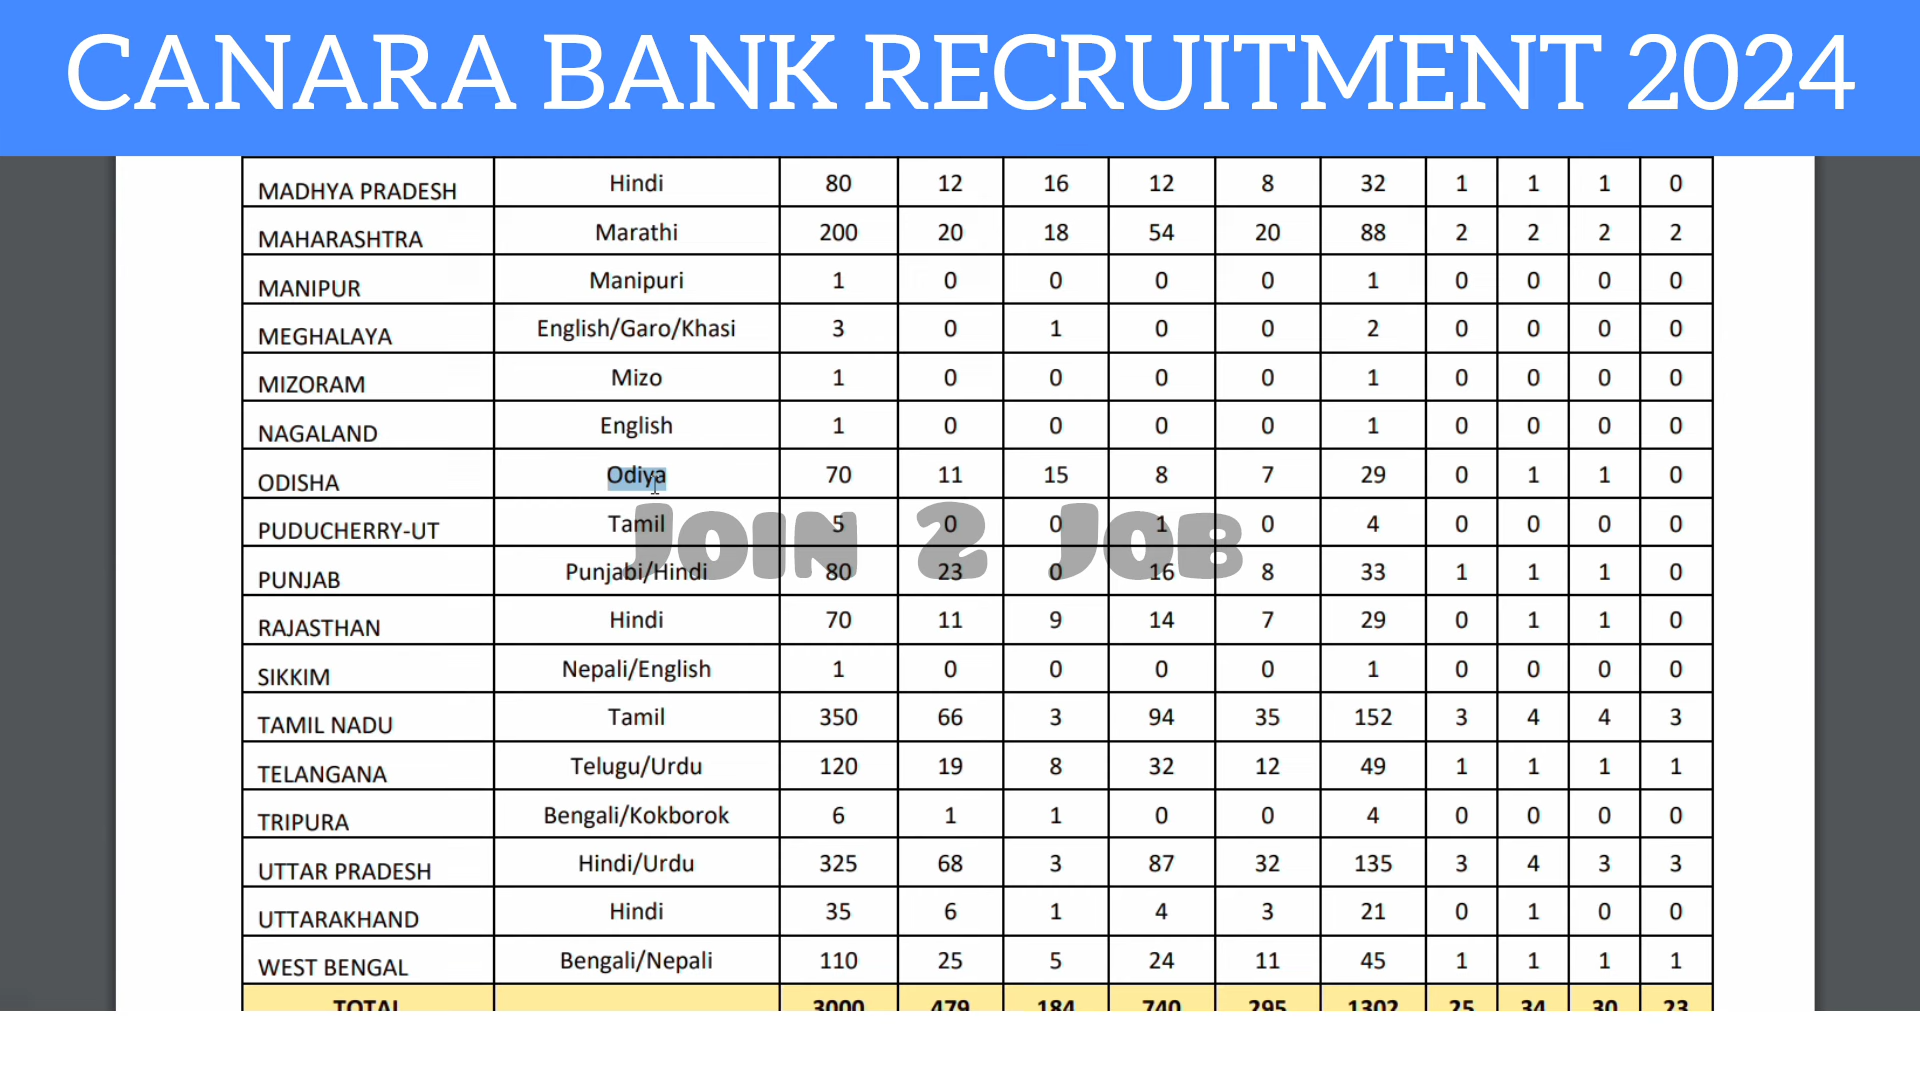 CANARA BANK RECRUITMENT 2024
MADHYA PRADESH Hindi 80 12 16 12 8 32 1 1 1 0
MAHARASHTRA Marathi 200 20 18 54 20 88 2 2 2 2
MANIPUR Manipuri 1 0 0 0 0 1 0 0 0 0
MEGHALAYA English/Garo/Khasi 3 0 1 0 0 2 0 0 0 0
MIZORAM Mizo 1 0 0 0 0 1 0 0 0 0
NAGALAND English 1 0 0 0 0 1 0 0 0 0
ODISHA Odiya 70 11 15 8 7 29 0 1 1 0
PUDUCHERRY-UT Tamil 5 0 0 1 0 4 0 0 0 0
JOIN 2 JOB
PUNJAB Punjabi/Hindi 80 23 0 16 8 33 1 1 1 0
RAJASTHAN Hindi 70 11 9 14 7 29 0 1 1 0
SIKKIM Nepali/English 1 0 0 0 0 1 0 0 0 0
TAMIL NADU Tamil 350 66 3 94 35 152 3 4 4 3
TELANGANA Telugu/Urdu 120 19 8 32 12 49 1 1 1 1
TRIPURA Bengali/Kokborok 6 1 1 0 0 4 0 0 0 0
UTTAR PRADESH Hindi/Urdu 325 68 3 87 32 135 3 4 3 3
UTTARAKHAND Hindi 35 6 1 4 3 21 0 1 0 0
WEST BENGAL Bengali/Nepali 110 25 5 24 11 45 1 1 1 1
TOTAL 3000 479 184 740 295 1302 25 34 30 23